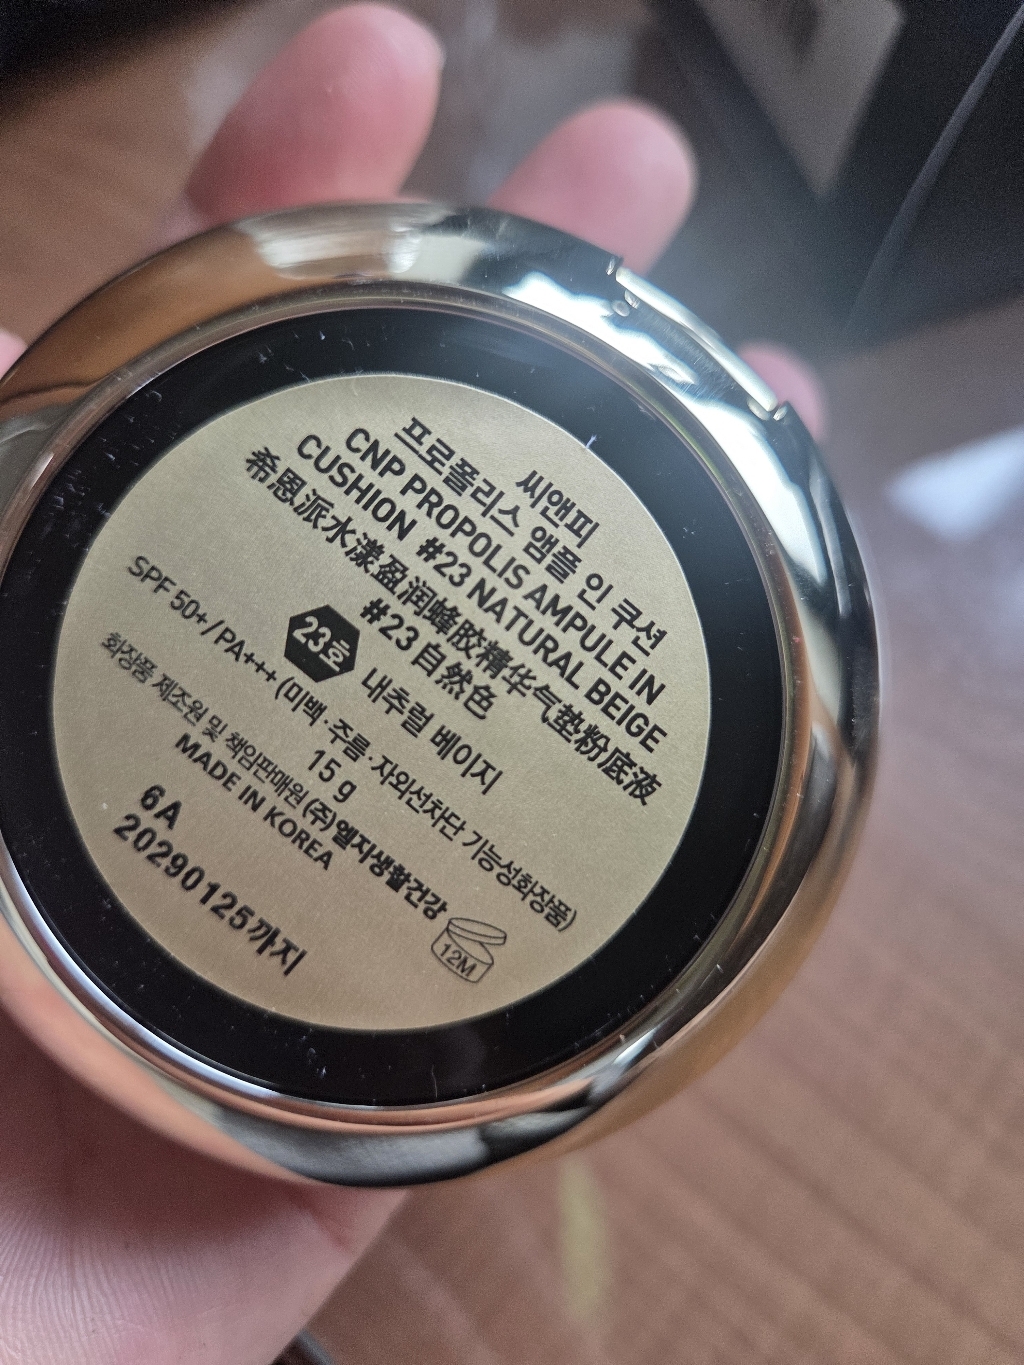 씨앤피
프로폴리스 앰플 인 쿠션
CNP PROPOLIS AMPULE IN
CUSHION #23 NATURAL BEIGE
希恩派水漾盈润蜂胶精华气垫粉底液
#23自然色
23호 내추럴 베이지
SPF 50+/PA+++ (미백·주름·자외선차단 기능성화장품)
15 g
화장품 제조원 및 책임판매원 (주)엘지생활건강
MADE IN KOREA
12M
6A
20290125까지